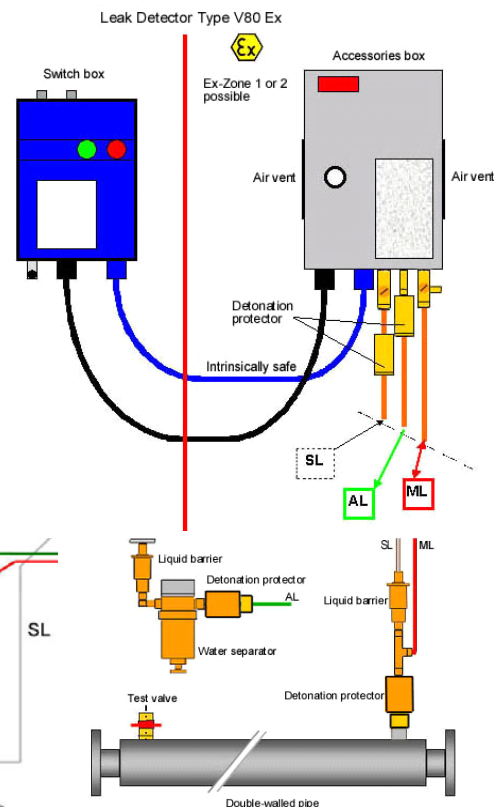 Leak Detector Type V80 Ex
Ex
Switch box
Ex-Zone 1 or 2
possible
Accessories box
Air vent
Air vent
Detonation
protector
Intrinsically safe
SL
AL
ML
SL
Liquid barrier
Detonation protector
AL
Water separator
SL
ML
Liquid barrier
Detonation protector
Test valve
Double-walled pipe